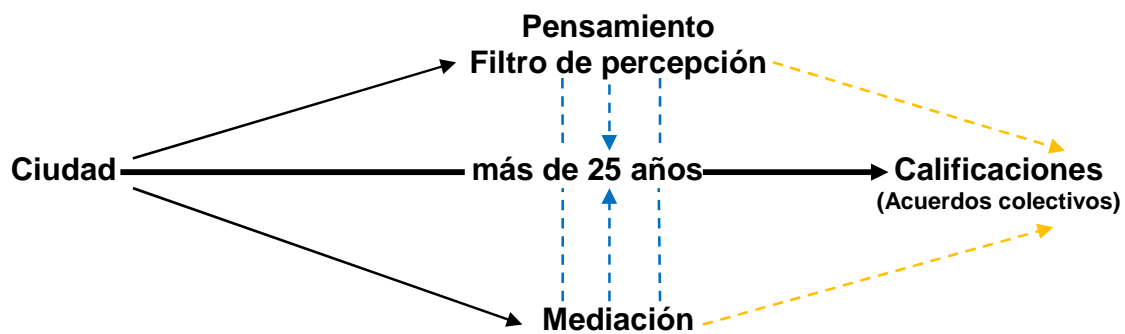 Pensamiento
Filtro de percepción
Ciudad
más de 25 años
Calificaciones
(Acuerdos colectivos)
Mediación